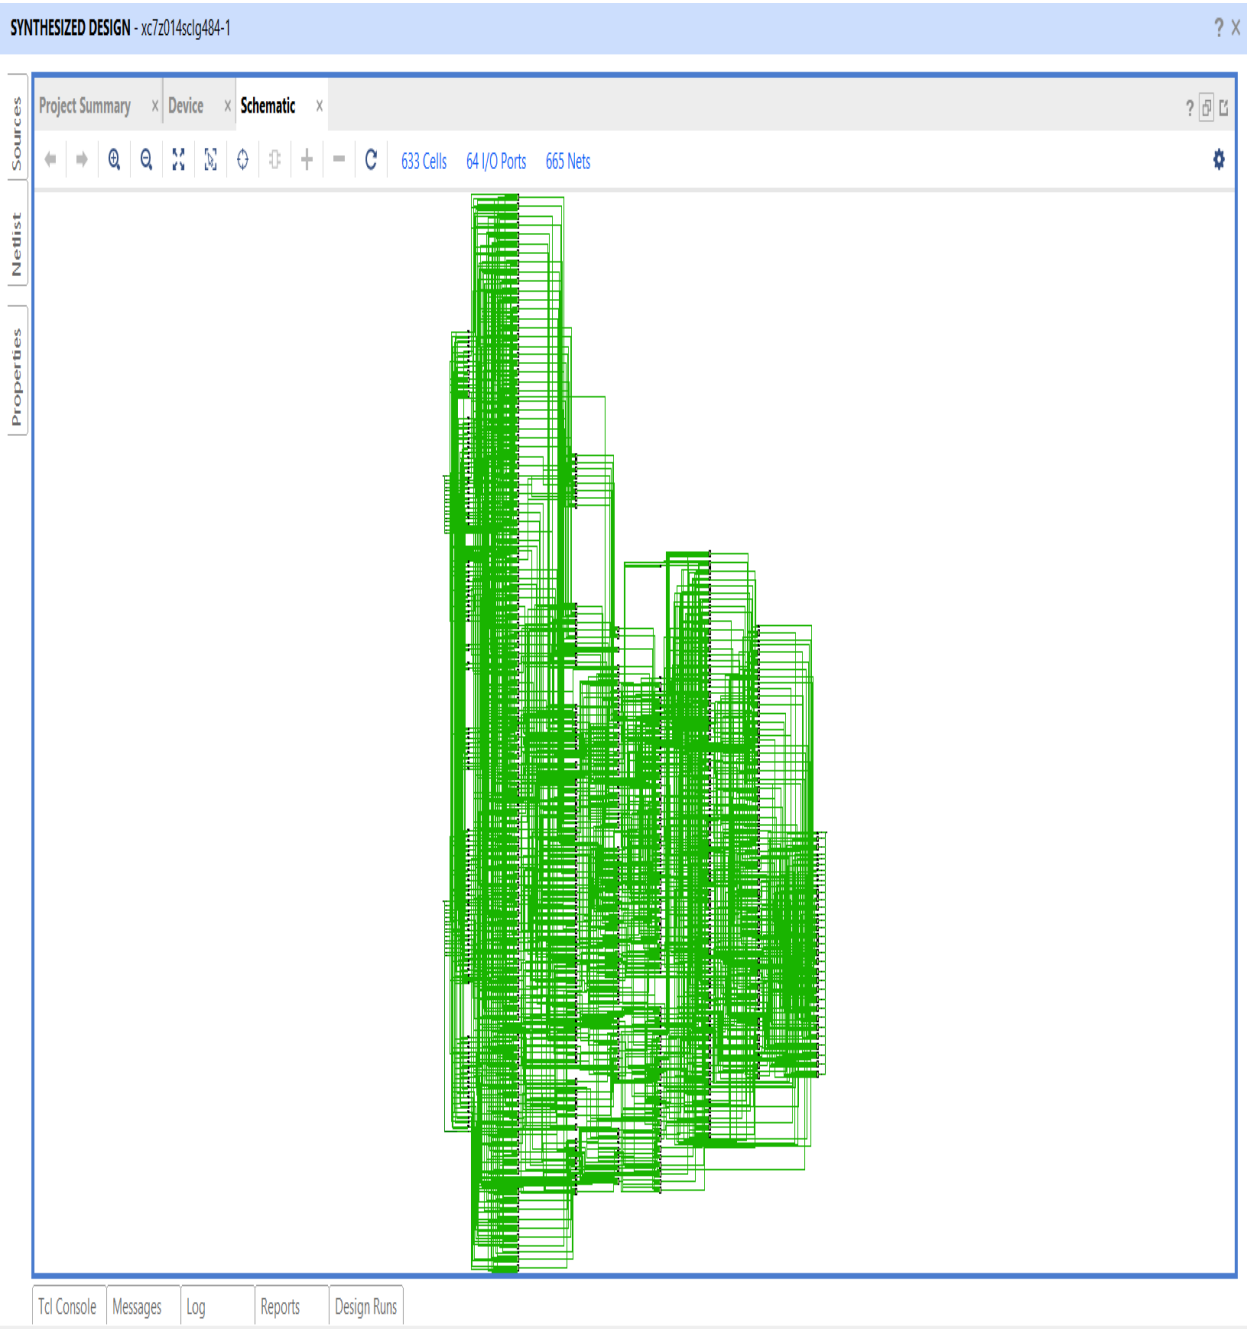 SYNTHESIZED DESIGN - xc7z014sclg484-1
? ×
Sources
Netlist
Properties
Project Summary × Device × Schematic ×
?
633 Cells 64 I/O Ports 665 Nets
Tcl Console Messages Log Reports Design Runs